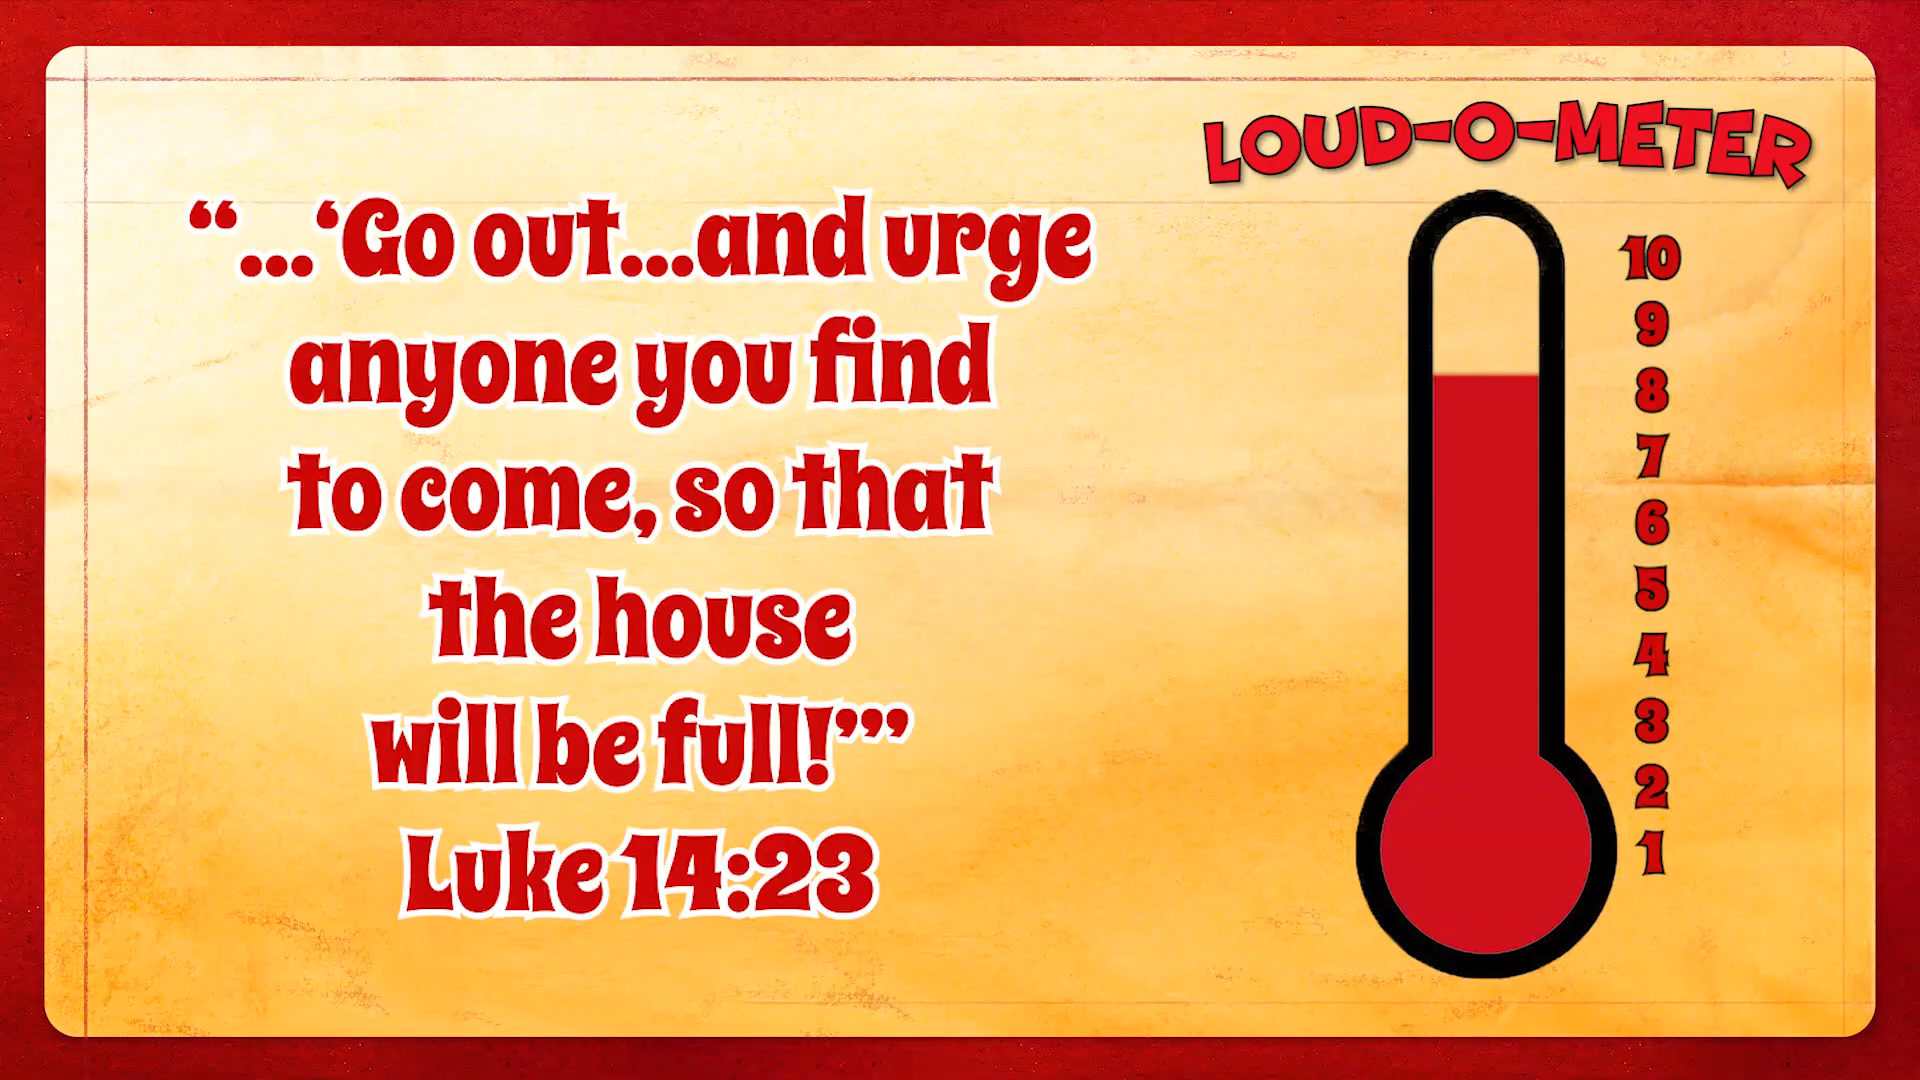 “...‘Go out...and urge
anyone you find
to come, so that
the house
will be full!’”
Luke 14:23
LOUD-O-METER
10
9
8
7
6
5
4
3
2
1